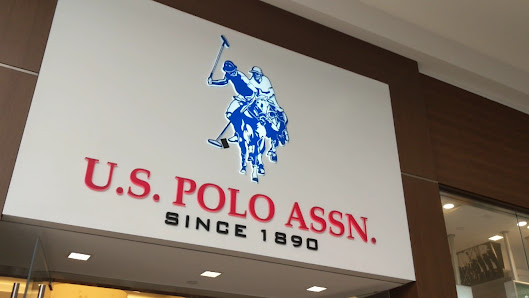 U.S. POLO ASSN.
SINCE 1890